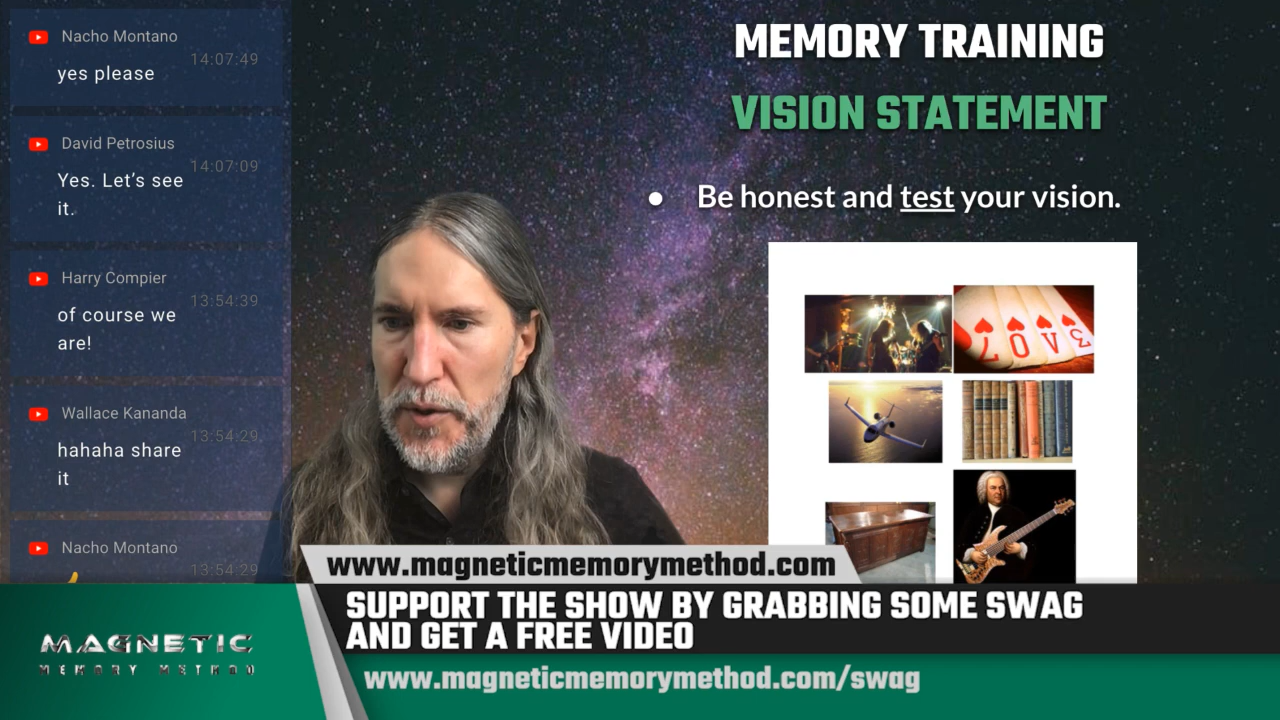 Nacho Montano
14:07:49
yes please
David Petrosius
14:07:09
Yes. Let’s see
it.
Harry Compier
13:54:39
of course we
are!
Wallace Kananda
13:54:29
hahaha share
it
Nacho Montano
13:54:29
MEMORY TRAINING
VISION STATEMENT
● Be honest and test your vision.
LOVE
www.magneticmemorymethod.com
SUPPORT THE SHOW BY GRABBING SOME SWAG
AND GET A FREE VIDEO
www.magneticmemorymethod.com/swag
MAGNETIC
MEMORY METHOD